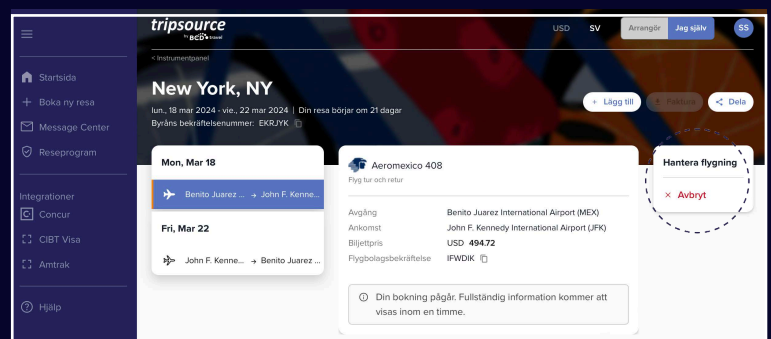 tripsource
by BCD travel
USD SV Arrangör Jag själv SS
< Instrumentpanel
Startsida
Boka ny resa
Message Center
Reseprogram
Integrationer
Concur
CIBT Visa
Amtrak
Hjälp
New York, NY
lun., 18 mar 2024 - vie., 22 mar 2024 | Din resa börjar om 21 dagar
Byråns bekräftelsenummer: EKRJYK
+ Lägg till
Dela
Mon, Mar 18
Benito Juarez ... → John F. Kenne...
Fri, Mar 22
John F. Kenne... → Benito Juarez ...
Aeromexico 408
Flyg tur och retur
Avgång Benito Juarez International Airport (MEX)
Ankomst John F. Kennedy International Airport (JFK)
Biljettpris USD 494.72
Flygbolagsbekräftelse IFWDIK
Din bokning pågår. Fullständig information kommer att
visas inom en timme.
Hantera flygning
× Avbryt